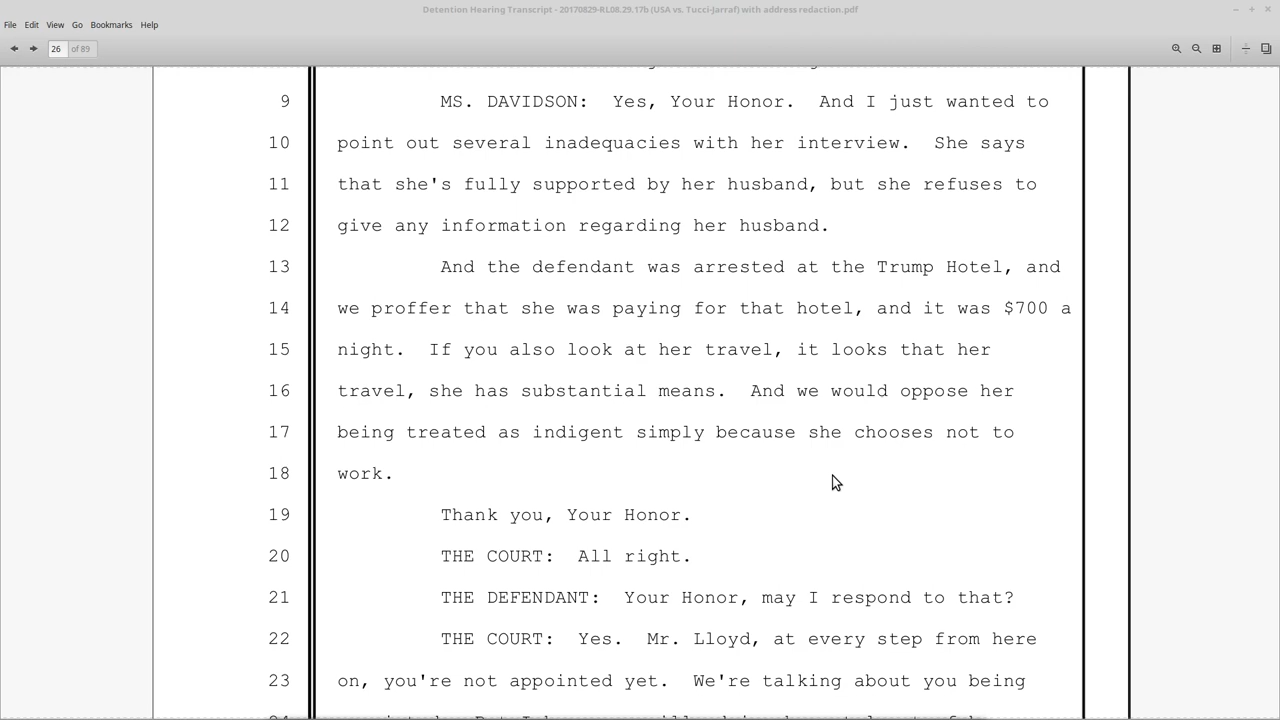 Detention Hearing Transcript - 20170829-RL08.29.17b (USA vs. Tucci-Jarraf) with address redaction.pdf
File Edit View Go Bookmarks Help
26 of 89
9 MS. DAVIDSON: Yes, Your Honor. And I just wanted to
10 point out several inadequacies with her interview. She says
11 that she's fully supported by her husband, but she refuses to
12 give any information regarding her husband.
13 And the defendant was arrested at the Trump Hotel, and
14 we proffer that she was paying for that hotel, and it was $700 a
15 night. If you also look at her travel, it looks that her
16 travel, she has substantial means. And we would oppose her
17 being treated as indigent simply because she chooses not to
18 work.
19 Thank you, Your Honor.
20 THE COURT: All right.
21 THE DEFENDANT: Your Honor, may I respond to that?
22 THE COURT: Yes. Mr. Lloyd, at every step from here
23 on, you're not appointed yet. We're talking about you being